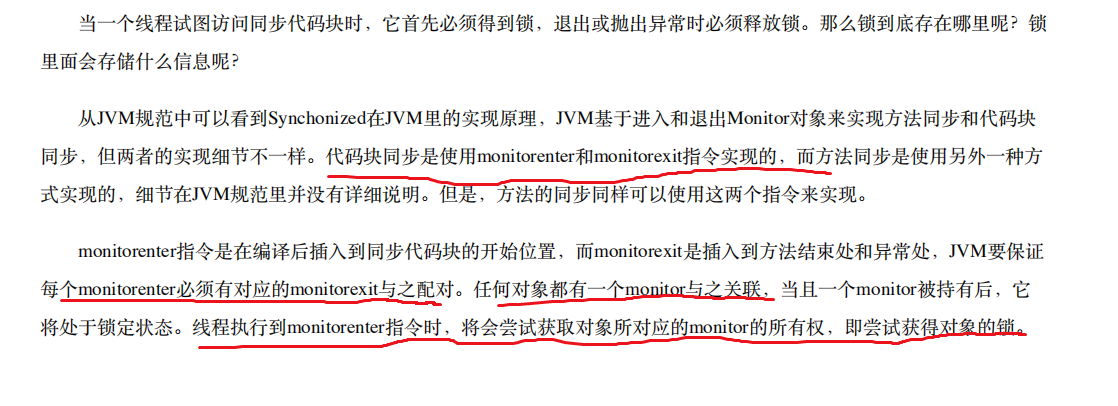 当一个线程试图访问同步代码块时，它首先必须得到锁，退出或抛出异常时必须释放锁。那么锁到底存在哪里呢？锁
里面会存储什么信息呢？
从JVM规范中可以看到Synchonized在JVM里的实现原理，JVM基于进入和退出Monitor对象来实现方法同步和代码块
同步，但两者的实现细节不一样。代码块同步是使用monitorenter和monitorexit指令实现的，而方法同步是使用另外一种方
式实现的，细节在JVM规范里并没有详细说明。但是，方法的同步同样可以使用这两个指令来实现。
monitorenter指令是在编译后插入到同步代码块的开始位置，而monitorexit是插入到方法结束处和异常处，JVM要保证
每个monitorenter必须有对应的monitorexit与之配对。任何对象都有一个monitor与之关联，当且一个monitor被持有后，它
将处于锁定状态。线程执行到monitorenter指令时，将会尝试获取对象所对应的monitor的所有权，即尝试获得对象的锁。